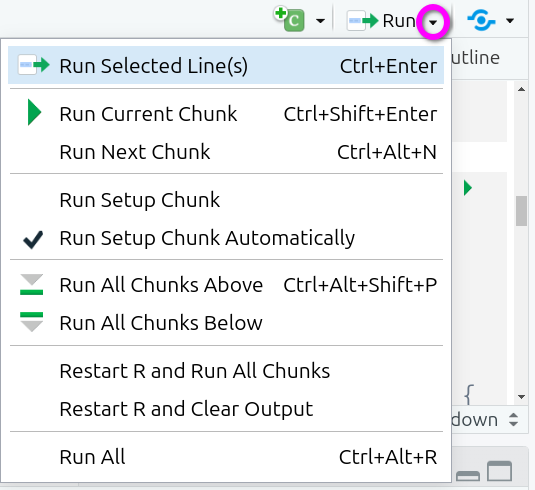 C Run
utline
Run Selected Line(s) Ctrl+Enter
Run Current Chunk Ctrl+Shift+Enter
Run Next Chunk Ctrl+Alt+N
Run Setup Chunk
Run Setup Chunk Automatically
Run All Chunks Above Ctrl+Alt+Shift+P
Run All Chunks Below
Restart R and Run All Chunks
{
Restart R and Clear Output
down
Run All Ctrl+Alt+R